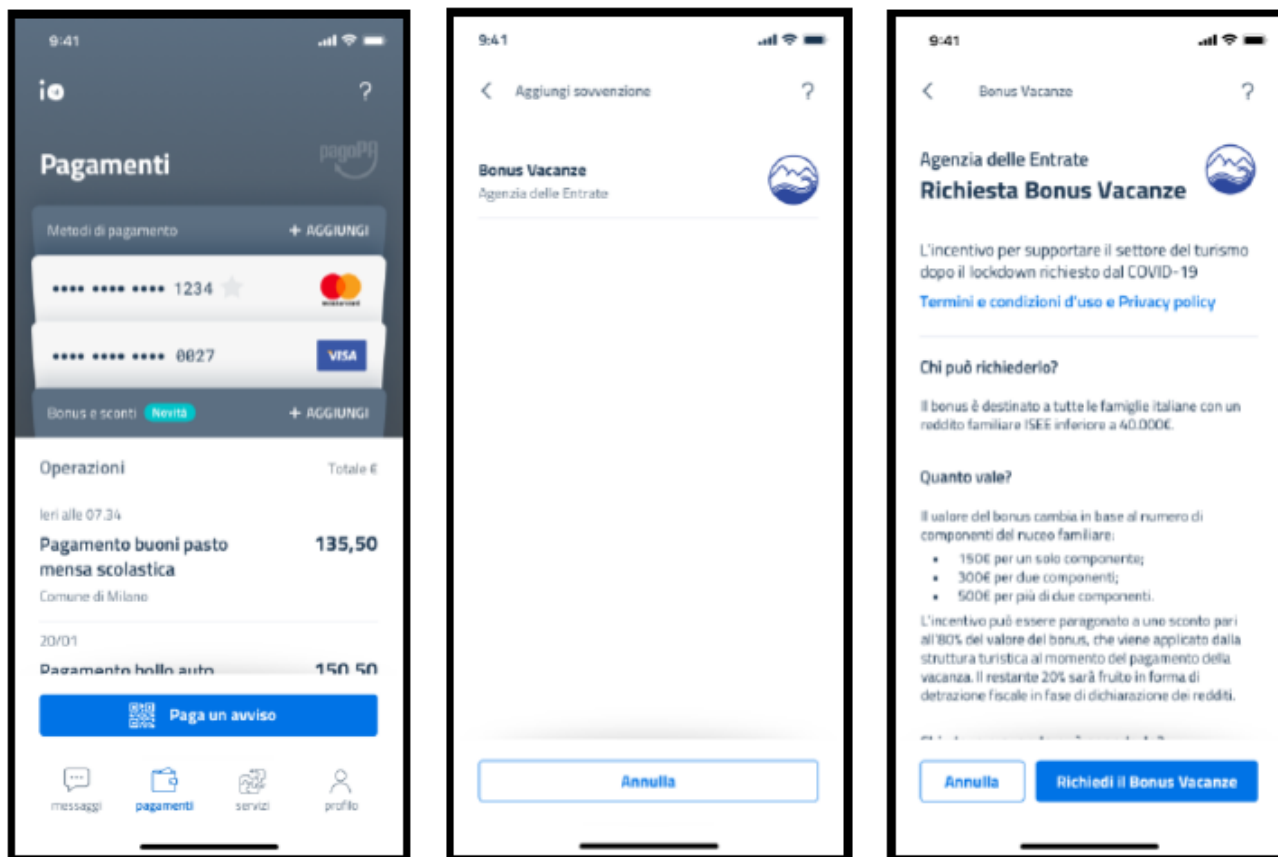 9:41
io
?
Pagamenti
pagoPA
Metodi di pagamento
+ AGGIUNGI
•••• •••• •••• 1234
mastercard
•••• •••• •••• 0027
VISA
Bonus e sconti Novità
+ AGGIUNGI
Operazioni
Totale €
Ieri alle 07.34
Pagamento buoni pasto
135,50
mensa scolastica
Comune di Milano
20/01
Pagamento bollo auto
150,50
Paga un avviso
messaggi
pagamenti
servizi
profilo
9:41
Aggiungi sovvenzione
?
Bonus Vacanze
Agenzia delle Entrate
Annulla
9:41
Bonus Vacanze
?
Agenzia delle Entrate
Richiesta Bonus Vacanze
L'incentivo per supportare il settore del turismo
dopo il lockdown richiesto dal COVID-19
Termini e condizioni d'uso e Privacy policy
Chi può richiederlo?
Il bonus è destinato a tutte le famiglie italiane con un
reddito familiare ISEE inferiore a 40.000€.
Quanto vale?
Il valore del bonus cambia in base al numero di
componenti del nuceo familiare:
• 150€ per un solo componente;
• 300€ per due componenti;
• 500€ per più di due componenti.
L'incentivo può essere paragonato a uno sconto pari
all'80% del valore del bonus, che viene applicato dalla
struttura turistica al momento del pagamento della
vacanza. Il restante 20% sarà fruito in forma di
detrazione fiscale in fase di dichiarazione dei redditi.
Annulla
Richiedi il Bonus Vacanze